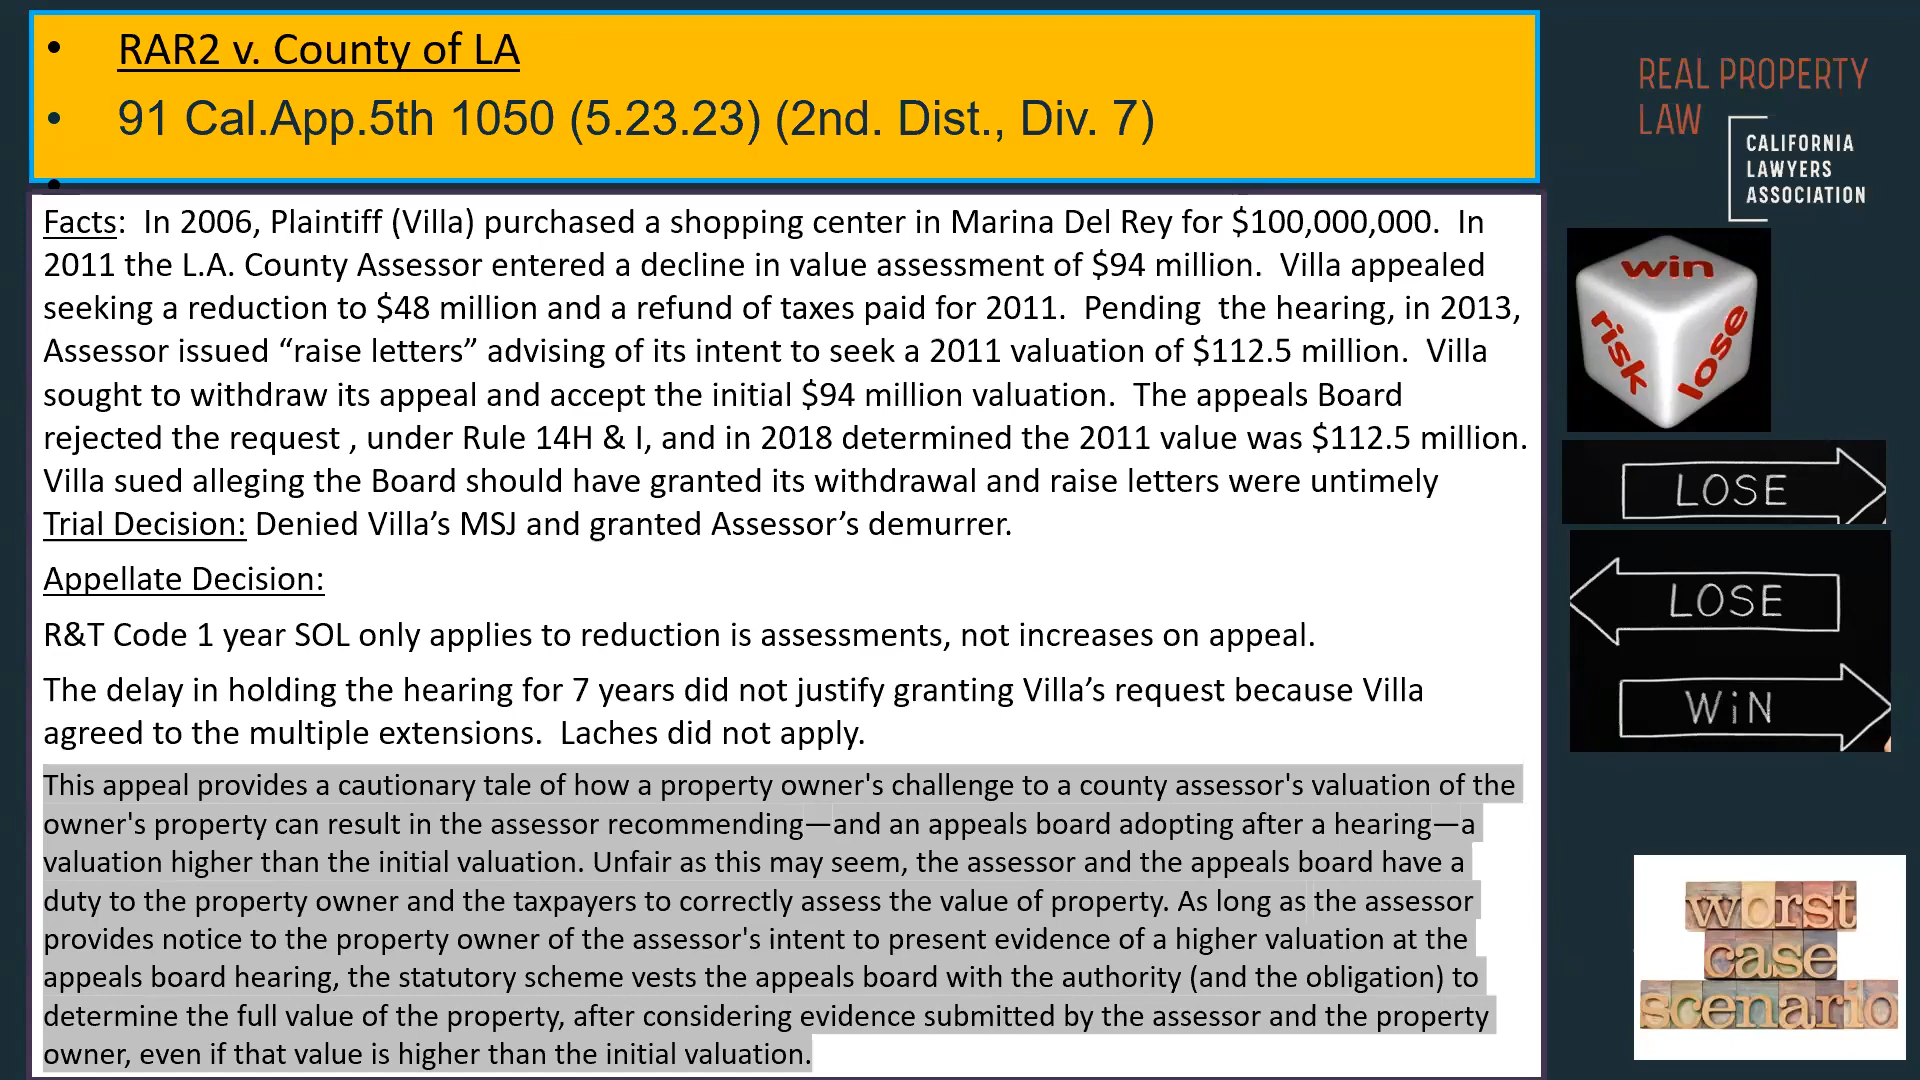 • RAR2 v. County of LA
• 91 Cal.App.5th 1050 (5.23.23) (2nd. Dist., Div. 7)
•
REAL PROPERTY
LAW
CALIFORNIA
LAWYERS
ASSOCIATION
Facts:  In 2006, Plaintiff (Villa) purchased a shopping center in Marina Del Rey for $100,000,000.  In
2011 the L.A. County Assessor entered a decline in value assessment of $94 million.  Villa appealed
seeking a reduction to $48 million and a refund of taxes paid for 2011.  Pending  the hearing, in 2013,
Assessor issued “raise letters” advising of its intent to seek a 2011 valuation of $112.5 million.  Villa
sought to withdraw its appeal and accept the initial $94 million valuation.  The appeals Board
rejected the request , under Rule 14H & I, and in 2018 determined the 2011 value was $112.5 million.
Villa sued alleging the Board should have granted its withdrawal and raise letters were untimely
Trial Decision: Denied Villa’s MSJ and granted Assessor’s demurrer.
Appellate Decision:
R&T Code 1 year SOL only applies to reduction is assessments, not increases on appeal.
The delay in holding the hearing for 7 years did not justify granting Villa’s request because Villa
agreed to the multiple extensions.  Laches did not apply.
This appeal provides a cautionary tale of how a property owner's challenge to a county assessor's valuation of the
owner's property can result in the assessor recommending—and an appeals board adopting after a hearing—a
valuation higher than the initial valuation. Unfair as this may seem, the assessor and the appeals board have a
duty to the property owner and the taxpayers to correctly assess the value of property. As long as the assessor
provides notice to the property owner of the assessor's intent to present evidence of a higher valuation at the
appeals board hearing, the statutory scheme vests the appeals board with the authority (and the obligation) to
determine the full value of the property, after considering evidence submitted by the assessor and the property
owner, even if that value is higher than the initial valuation.
win
risk
lose
LOSE
LOSE
WiN
worst
case
scenario